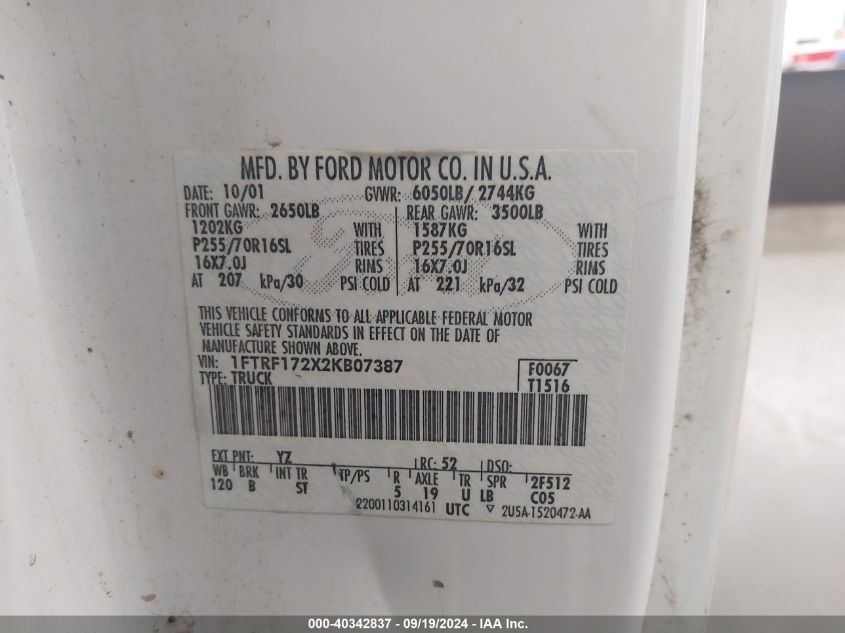 MFD. BY FORD MOTOR CO. IN U.S.A.
DATE: 10/01 GVWR: 6050LB/ 2744KG
FRONT GAWR: 2650LB REAR GAWR: 3500LB
1202KG WITH 1587KG WITH
P255/70R16SL TIRES P255/70R16SL TIRES
16X7.0J RIMS 16X7.0J RIMS
AT 207 kPa/30 PSI COLD AT 221 kPa/32 PSI COLD
THIS VEHICLE CONFORMS TO ALL APPLICABLE FEDERAL MOTOR
VEHICLE SAFETY STANDARDS IN EFFECT ON THE DATE OF
MANUFACTURE SHOWN ABOVE.
VIN: 1FTRF172X2KB07387 F0067
TYPE: TRUCK T1516
EXT PNT: YZ RC: 52 DSO:
WB BRK INT TR TP/PS R AXLE TR SPR 2F512
120 B ST 5 19 U LB C05
2200110314161 UTC ▽ 2U5A-1520472-AA
000-40342837 - 09/19/2024 - IAA Inc.